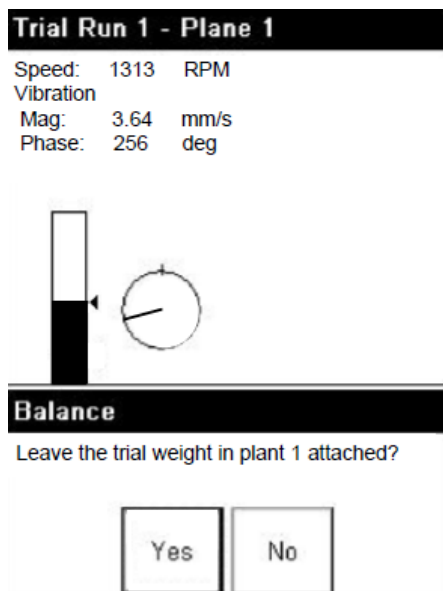 Trial Run 1 - Plane 1
Speed: 1313 RPM
Vibration
Mag: 3.64 mm/s
Phase: 256 deg
Balance
Leave the trial weight in plant 1 attached?
Yes No